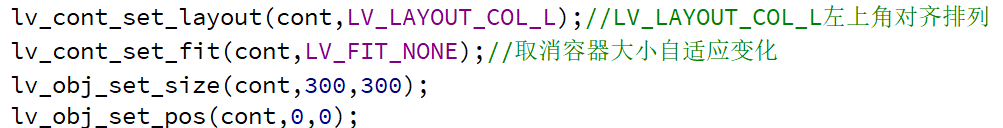 lv_cont_set_layout(cont,LV_LAYOUT_COL_L);//LV_LAYOUT_COL_L左上角对齐排列
lv_cont_set_fit(cont,LV_FIT_NONE);//取消容器大小自适应变化
lv_obj_set_size(cont,300,300);
lv_obj_set_pos(cont,0,0);